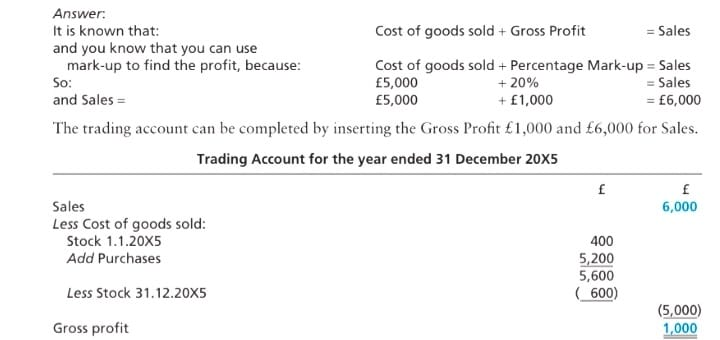 Answer:
It is known that: Cost of goods sold + Gross Profit = Sales
and you know that you can use
mark-up to find the profit, because: Cost of goods sold + Percentage Mark-up = Sales
So: £5,000 + 20% = Sales
and Sales = £5,000 + £1,000 = £6,000
The trading account can be completed by inserting the Gross Profit £1,000 and £6,000 for Sales.
Trading Account for the year ended 31 December 20X5
£ £
Sales 6,000
Less Cost of goods sold:
Stock 1.1.20X5 400
Add Purchases 5,200
5,600
Less Stock 31.12.20X5 ( 600)
(5,000)
Gross profit 1,000